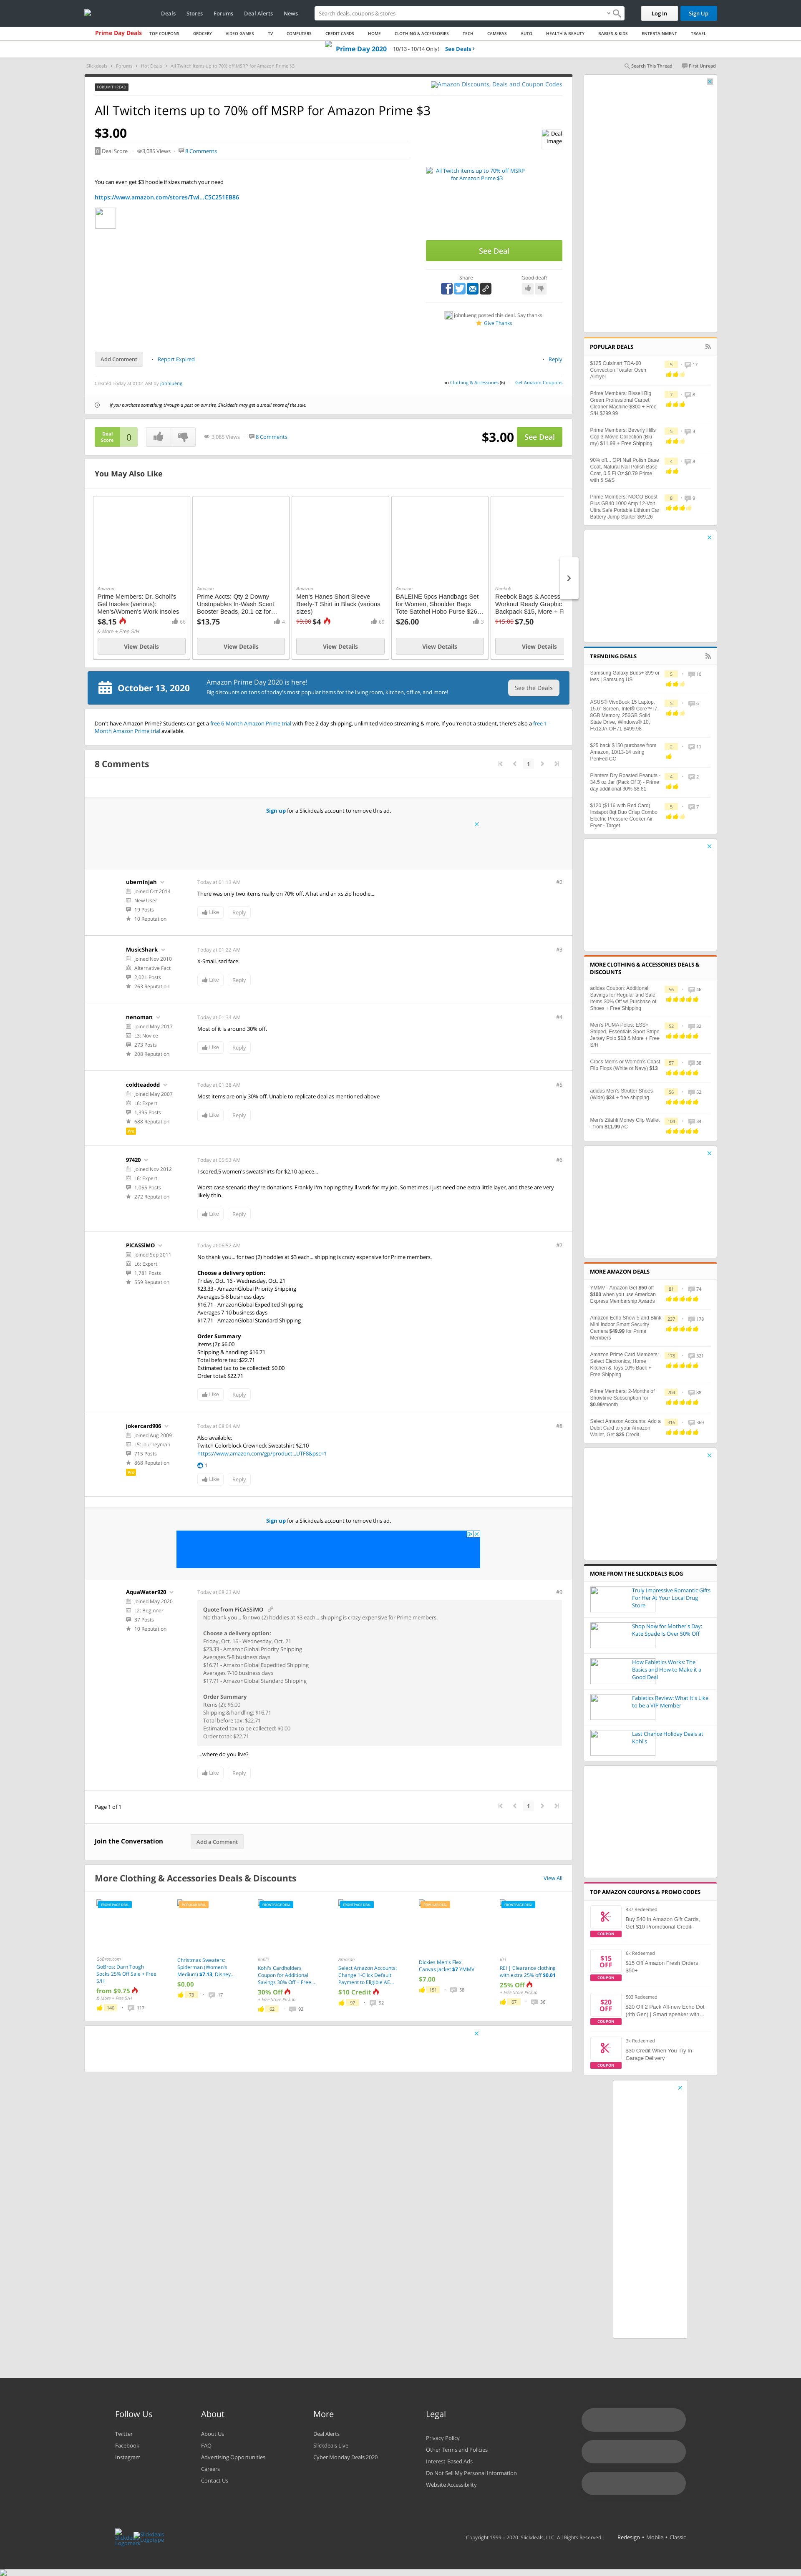 Deals
Stores
Forums
Deal Alerts
News
Search deals, coupons & stores
Log In
Sign Up
Prime Day Deals
TOP COUPONS
GROCERY
VIDEO GAMES
TV
COMPUTERS
CREDIT CARDS
HOME
CLOTHING & ACCESSORIES
TECH
CAMERAS
AUTO
HEALTH & BEAUTY
BABIES & KIDS
ENTERTAINMENT
TRAVEL
Prime Day 2020 10/13 - 10/14 Only! See Deals
Slickdeals Forums Hot Deals All Twitch items up to 70% off MSRP for Amazon Prime $3
Search This Thread First Unread
FORUM THREAD
Amazon Discounts, Deals and Coupon Codes
All Twitch items up to 70% off MSRP for Amazon Prime $3
$3.00
Deal Image
0 Deal Score 3,085 Views 8 Comments
You can even get $3 hoodie if sizes match your need
https://www.amazon.com/stores/Twi...C5C251EB86
All Twitch items up to 70% off MSRP for Amazon Prime $3
See Deal
Share
Good deal?
johnlueng posted this deal. Say thanks!
Give Thanks
Add Comment Report Expired Reply
Created Today at 01:01 AM by johnlueng
in Clothing & Accessories (6) Get Amazon Coupons
If you purchase something through a post on our site, Slickdeals may get a small share of the sale.
Deal Score 0
3,085 Views 8 Comments
$3.00 See Deal
You May Also Like
Amazon
Prime Members: Dr. Scholl's Gel Insoles (various): Men's/Women's Work Insoles
$8.15 66
& More + Free S/H
View Details
Amazon
Prime Accts: Qty 2 Downy Unstopables In-Wash Scent Booster Beads, 20.1 oz for...
$13.75 4
View Details
Amazon
Men's Hanes Short Sleeve Beefy-T Shirt in Black (various sizes)
$9.00 $4 69
View Details
Amazon
BALEINE 5pcs Handbags Set for Women, Shoulder Bags Tote Satchel Hobo Purse $26...
$26.00 2
View Details
Reebok
Reebok Bags & Access
Workout Ready Graphic
Backpack $15, More + Fr
$15.00 $7.50
View Details
October 13, 2020
Amazon Prime Day 2020 is here!
Big discounts on tons of today's most popular items for the living room, kitchen, office, and more!
See the Deals
Don't have Amazon Prime? Students can get a free 6-Month Amazon Prime trial with free 2-day shipping, unlimited video streaming & more. If you're not a student, there's also a free 1-Month Amazon Prime trial available.
8 Comments
1
Sign up for a Slickdeals account to remove this ad.
uberninjah
Joined Oct 2014
New User
19 Posts
10 Reputation
Today at 01:13 AM #2
There was only two items really on 70% off. A hat and an xs zip hoodie...
Like Reply
MusicShark
Joined Nov 2010
Alternative Fact
2,021 Posts
263 Reputation
Today at 01:22 AM #3
X-Small. sad face.
Like Reply
nenoman
Joined May 2017
L3: Novice
273 Posts
208 Reputation
Today at 01:34 AM #4
Most of it is around 30% off.
Like Reply
coldteadodd
Joined May 2007
L6: Expert
1,395 Posts
688 Reputation
Pro
Today at 01:38 AM #5
Most items are only 30% off. Unable to replicate deal as mentioned above
Like Reply
97420
Joined Nov 2012
L6: Expert
1,055 Posts
272 Reputation
Today at 05:53 AM #6
I scored.5 women's sweatshirts for $2.10 apiece...
Worst case scenario they're donations. Frankly I'm hoping they'll work for my job. Sometimes I just need one extra little layer, and these are very likely thin.
Like Reply
PiCASSiMO
Joined Sep 2011
L6: Expert
1,781 Posts
559 Reputation
Today at 06:52 AM #7
No thank you... for two (2) hoddies at $3 each... shipping is crazy expensive for Prime members.
Choose a delivery option:
Friday, Oct. 16 - Wednesday, Oct. 21
$23.33 - AmazonGlobal Priority Shipping
Averages 5-8 business days
$16.71 - AmazonGlobal Expedited Shipping
Averages 7-10 business days
$17.71 - AmazonGlobal Standard Shipping
Order Summary
Items (2): $6.00
Shipping & handling: $16.71
Total before tax: $22.71
Estimated tax to be collected: $0.00
Order total: $22.71
Like Reply
jokercard906
Joined Aug 2009
L5: Journeyman
715 Posts
868 Reputation
Pro
Today at 08:04 AM #8
Also available:
Twitch Colorblock Crewneck Sweatshirt $2.10
https://www.amazon.com/gp/product...UTF8&psc=1
1
Like Reply
Sign up for a Slickdeals account to remove this ad.
AquaWater920
Joined May 2020
L2: Beginner
37 Posts
10 Reputation
Today at 08:23 AM #9
Quote from PiCASSiMO
No thank you... for two (2) hoddies at $3 each... shipping is crazy expensive for Prime members.
Choose a delivery option:
Friday, Oct. 16 - Wednesday, Oct. 21
$23.33 - AmazonGlobal Priority Shipping
Averages 5-8 business days
$16.71 - AmazonGlobal Expedited Shipping
Averages 7-10 business days
$17.71 - AmazonGlobal Standard Shipping
Order Summary
Items (2): $6.00
Shipping & handling: $16.71
Total before tax: $22.71
Estimated tax to be collected: $0.00
Order total: $22.71
....where do you live?
Like Reply
Page 1 of 1
1
Join the Conversation Add a Comment
More Clothing & Accessories Deals & Discounts View All
FRONTPAGE DEAL
GoBros.com
GoBros: Darn Tough Socks 25% Off Sale + Free S/H
from $9.75
& More + Free S/H
146 117
POPULAR DEAL
Christmas Sweaters: Spiderman (Women's Medium) $7.13, Disney...
$0.00
73 17
FRONTPAGE DEAL
Kohl's
Kohl's Cardholders Coupon for Additional Savings 30% Off + Free...
30% Off
+ Free Store Pickup
62 93
FRONTPAGE DEAL
Amazon
Select Amazon Accounts: Change 1-Click Default Payment to Eligible AE...
$10 Credit
97 92
POPULAR DEAL
Dickies Men's Flex Canvas Jacket $7 YMMV
$7.00
151 58
FRONTPAGE DEAL
REI
REI | Clearance clothing with extra 25% off $0.01
25% Off
+ Free Store Pickup
67 36
POPULAR DEALS
$125 Cuisinart TOA-60 Convection Toaster Oven Airfryer 5 17
Prime Members: Bissell Big Green Professional Carpet Cleaner Machine $300 + Free S/H $299.99 7 8
Prime Members: Beverly Hills Cop 3-Movie Collection (Blu-ray) $11.99 + Free Shipping 5 3
90% off... OPI Nail Polish Base Coat, Natural Nail Polish Base Coat, 0.5 Fl Oz $0.79 Prime with 5 S&S 4 8
Prime Members: NOCO Boost Plus GB40 1000 Amp 12-Volt Ultra Safe Portable Lithium Car Battery Jump Starter $69.26 8 9
TRENDING DEALS
Samsung Galaxy Buds+ $99 or less | Samsung US 5 10
ASUS® VivoBook 15 Laptop, 15.6" Screen, Intel® Core™ i7, 8GB Memory, 256GB Solid State Drive, Windows® 10, F512JA-OH71 $499.98 5 6
$25 back $150 purchase from Amazon, 10/13-14 using PenFed CC 2 11
Planters Dry Roasted Peanuts - 34.5 oz Jar (Pack Of 3) - Prime day additional 30% $8.81 4 2
$120 ($116 with Red Card) Instapot 8qt Duo Crisp Combo Electric Pressure Cooker Air Fryer - Target 5 7
MORE CLOTHING & ACCESSORIES DEALS & DISCOUNTS
adidas Coupon: Additional Savings for Regular and Sale Items 30% Off w/ Purchase of Shoes + Free Shipping 56 46
Men's PUMA Polos: ESS+ Striped, Essentials Sport Stripe Jersey Polo $13 & More + Free S/H 52 32
Crocs Men's or Women's Coast Flip Flops (White or Navy) $13 57 38
adidas Men's Strutter Shoes (Wide) $24 + free shipping 56 52
Men's Zitahli Money Clip Wallet - from $11.99 AC 104 34
MORE AMAZON DEALS
YMMV - Amazon Get $50 off $100 when you use American Express Membership Awards 81 74
Amazon Echo Show 5 and Blink Mini Indoor Smart Security Camera $49.99 for Prime Members 237 178
Amazon Prime Card Members: Select Electronics, Home + Kitchen & Toys 10% Back + Free Shipping 178 321
Prime Members: 2-Months of Showtime Subscription for $0.99/month 204 88
Select Amazon Accounts: Add a Debit Card to your Amazon Wallet, Get $25 Credit 316 369
MORE FROM THE SLICKDEALS BLOG
Truly Impressive Romantic Gifts For Her At Your Local Drug Store
Shop Now for Mother's Day: Kate Spade Is Over 50% Off
How Fabletics Works: The Basics and How to Make it a Good Deal
Fabletics Review: What It's Like to be a VIP Member
Last Chance Holiday Deals at Kohl's
TOP AMAZON COUPONS & PROMO CODES
COUPON
437 Redeemed
Buy $40 in Amazon Gift Cards, Get $10 Promotional Credit
$15 OFF COUPON
6k Redeemed
$15 Off Amazon Fresh Orders $50+
$20 OFF COUPON
503 Redeemed
$20 Off 2 Pack All-new Echo Dot (4th Gen) | Smart speaker with...
COUPON
3k Redeemed
$30 Credit When You Try In-Garage Delivery
Follow Us
Twitter
Facebook
Instagram
About
About Us
FAQ
Advertising Opportunities
Careers
Contact Us
More
Deal Alerts
Slickdeals Live
Cyber Monday Deals 2020
Legal
Privacy Policy
Other Terms and Policies
Interest-Based Ads
Do Not Sell My Personal Information
Website Accessibility
Slickdeals Logomark
Slickdeals Logotype
Copyright 1999 – 2020. Slickdeals, LLC. All Rights Reserved.
Redesign • Mobile • Classic